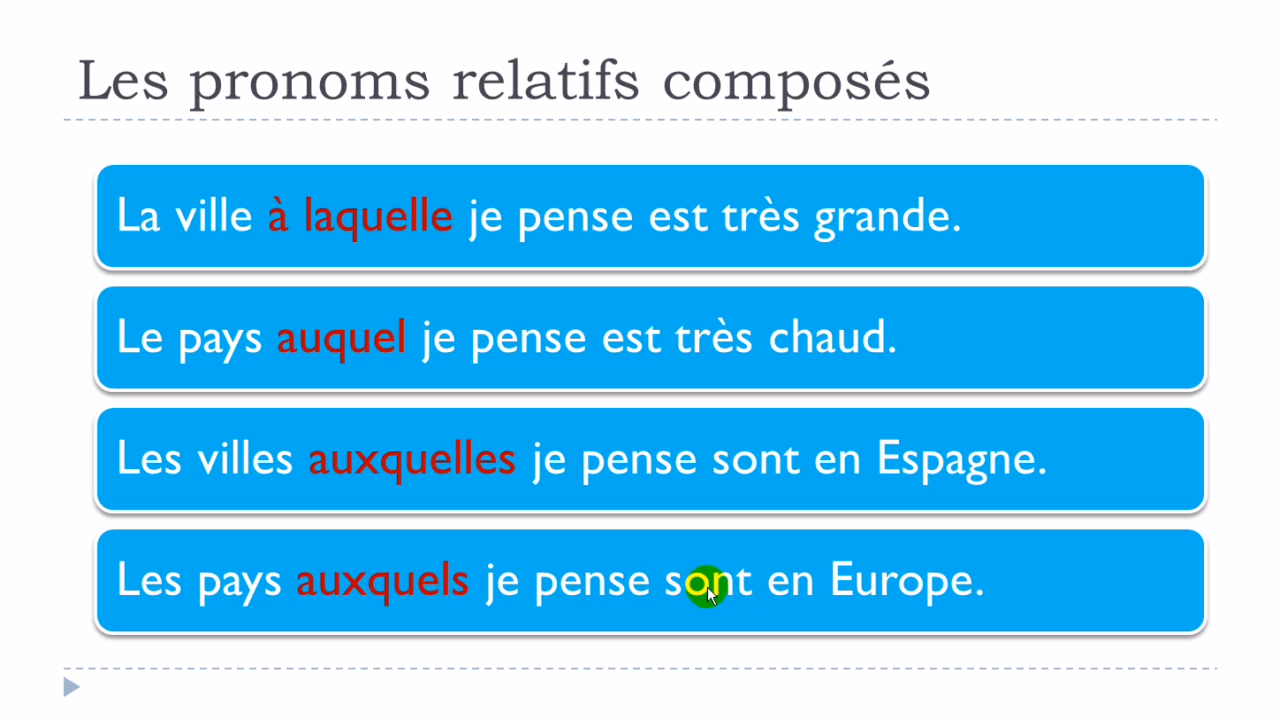 Les pronoms relatifs composés
La ville à laquelle je pense est très grande.
Le pays auquel je pense est très chaud.
Les villes auxquelles je pense sont en Espagne.
Les pays auxquels je pense sont en Europe.